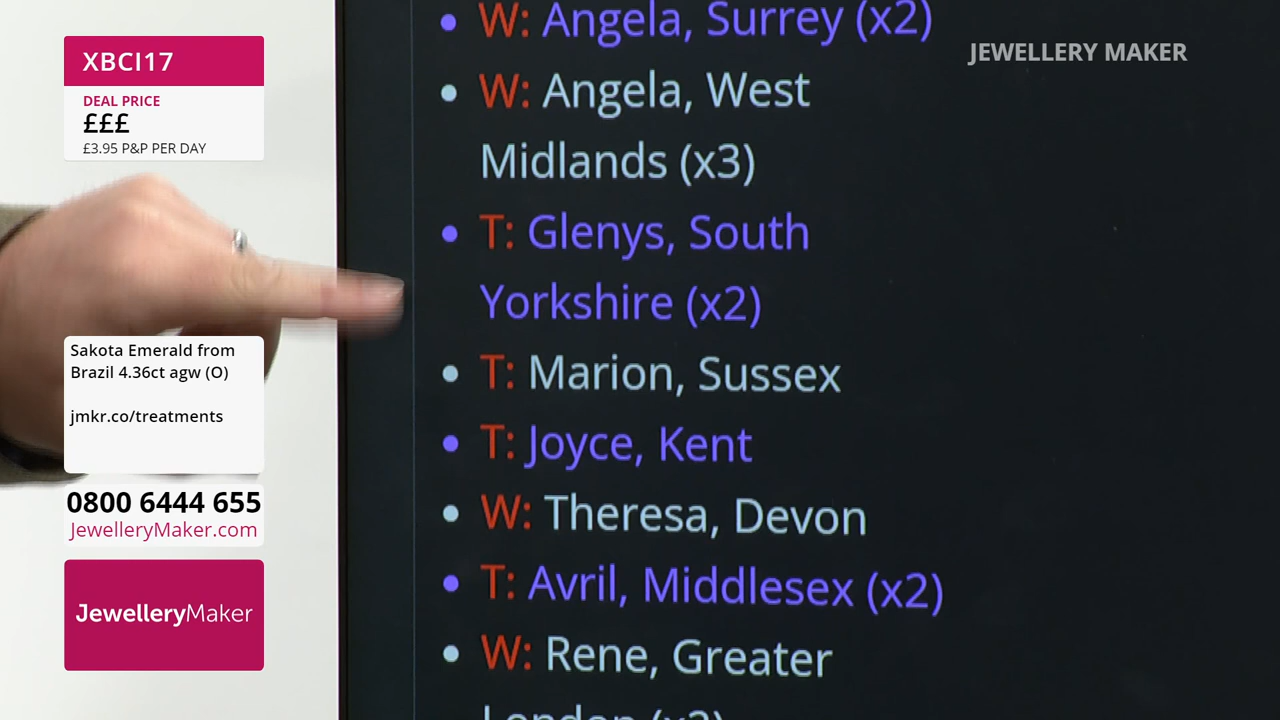 XBCI17
DEAL PRICE
£££
£3.95 P&P PER DAY
Sakota Emerald from
Brazil 4.36ct agw (O)
jmkr.co/treatments
0800 6444 655
JewelleryMaker.com
JewelleryMaker
W: Angela, Surrey (x2)
W: Angela, West
Midlands (x3)
T: Glenys, South
Yorkshire (x2)
T: Marion, Sussex
T: Joyce, Kent
W: Theresa, Devon
T: Avril, Middlesex (x2)
W: Rene, Greater
London (x2)
JEWELLERY MAKER